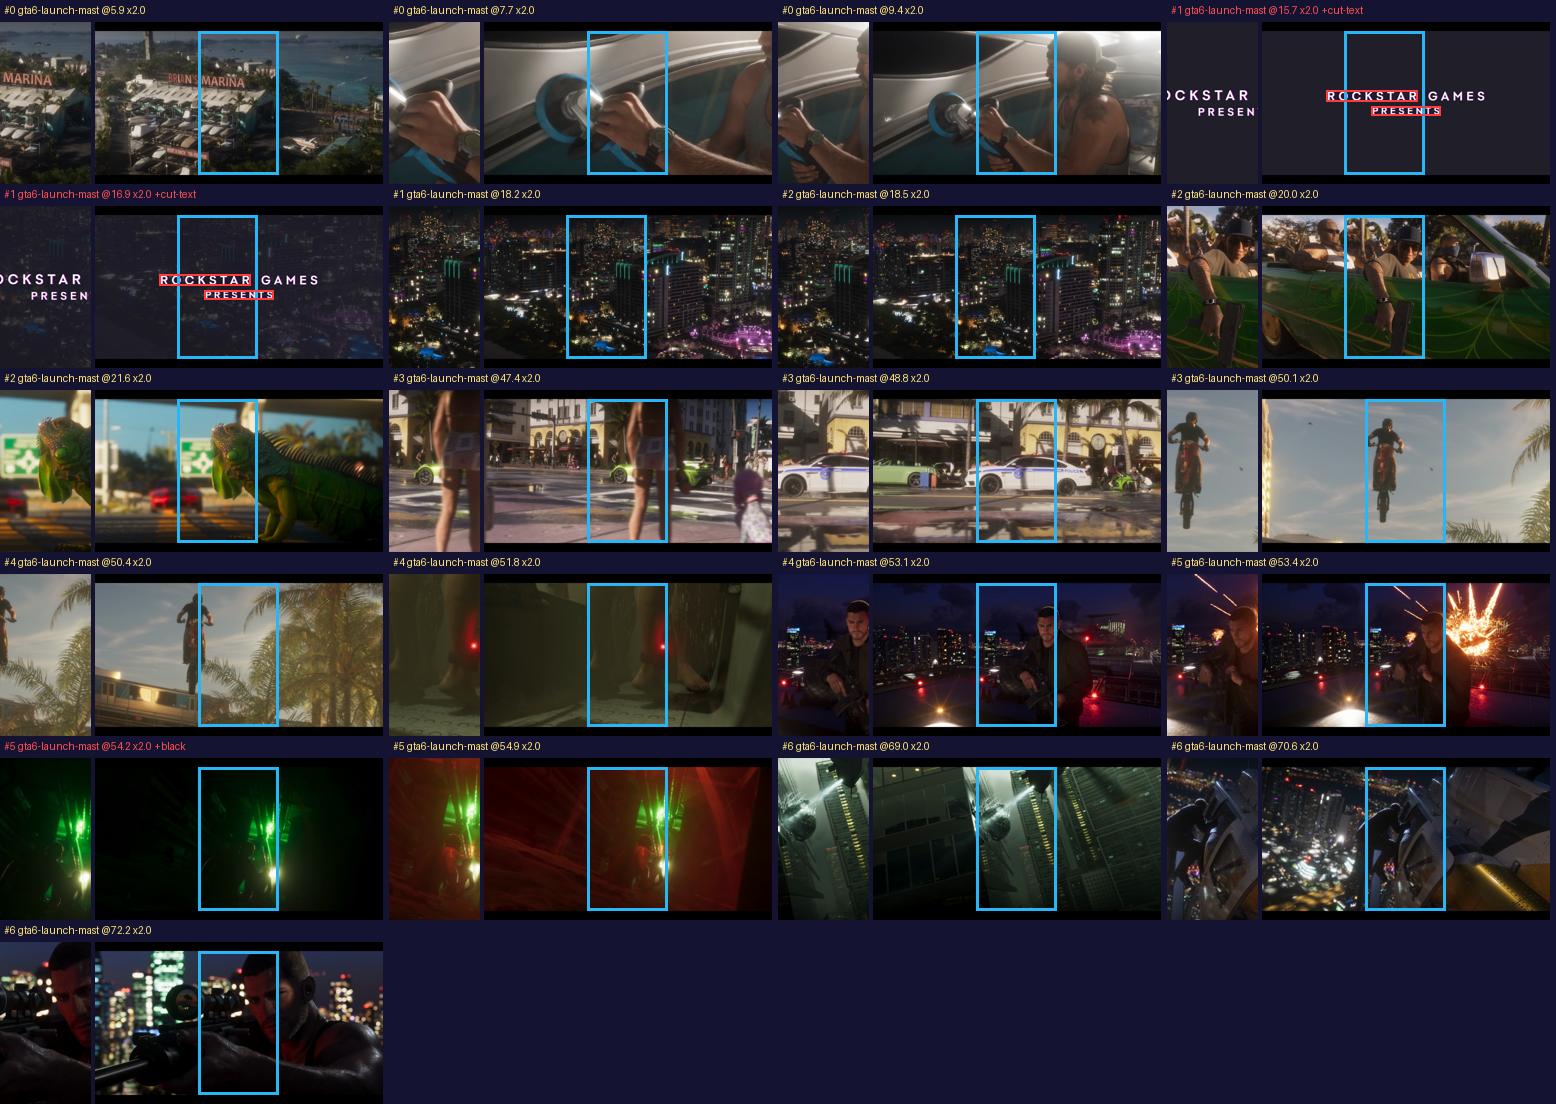 #0 gta6-launch-mast @5.9 x2.0
#0 gta6-launch-mast @7.7 x2.0
#0 gta6-launch-mast @9.4 x2.0
#1 gta6-launch-mast @15.7 x2.0 +cut-text
MARINA
BRIAN'S MARINA
OCKSTAR
PRESEN
ROCKSTAR GAMES
PRESENTS
#1 gta6-launch-mast @16.9 x2.0 +cut-text
#1 gta6-launch-mast @18.2 x2.0
#2 gta6-launch-mast @18.5 x2.0
#2 gta6-launch-mast @20.0 x2.0
OCKSTAR
PRESEN
ROCKSTAR GAMES
PRESENTS
#2 gta6-launch-mast @21.6 x2.0
#3 gta6-launch-mast @47.4 x2.0
#3 gta6-launch-mast @48.8 x2.0
#3 gta6-launch-mast @50.1 x2.0
#4 gta6-launch-mast @50.4 x2.0
#4 gta6-launch-mast @51.8 x2.0
#4 gta6-launch-mast @53.1 x2.0
#5 gta6-launch-mast @53.4 x2.0
#5 gta6-launch-mast @54.2 x2.0 +black
#5 gta6-launch-mast @54.9 x2.0
#6 gta6-launch-mast @69.0 x2.0
#6 gta6-launch-mast @70.6 x2.0
#6 gta6-launch-mast @72.2 x2.0